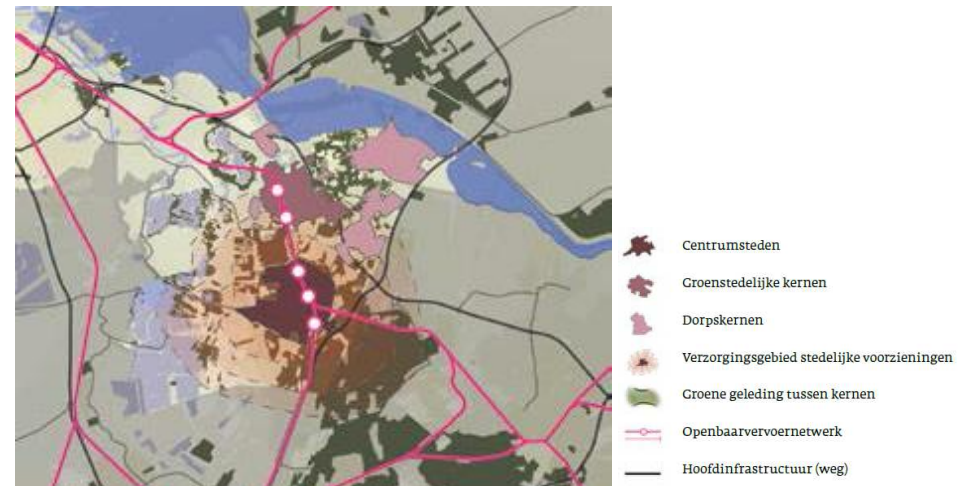 Centrumsteden
Groenstedelijke kernen
Dorpskernen
Verzorgingsgebied stedelijke voorzieningen
Groene geleding tussen kernen
Openbaarvervoernetwerk
Hoofdinfrastructuur (weg)